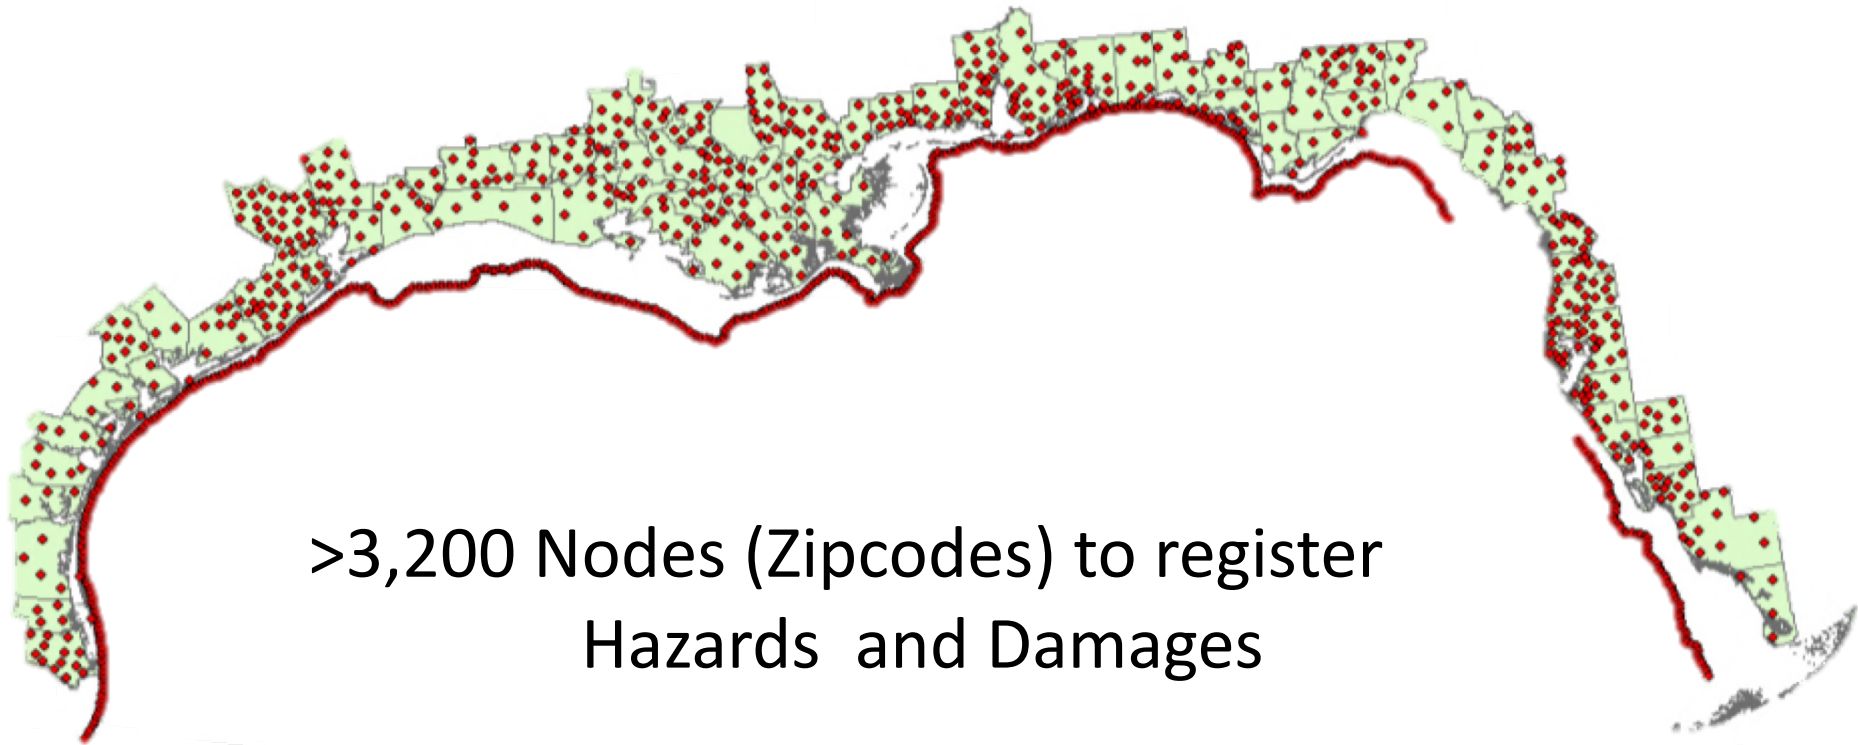 >3,200 Nodes (Zipcodes) to register
Hazards  and Damages